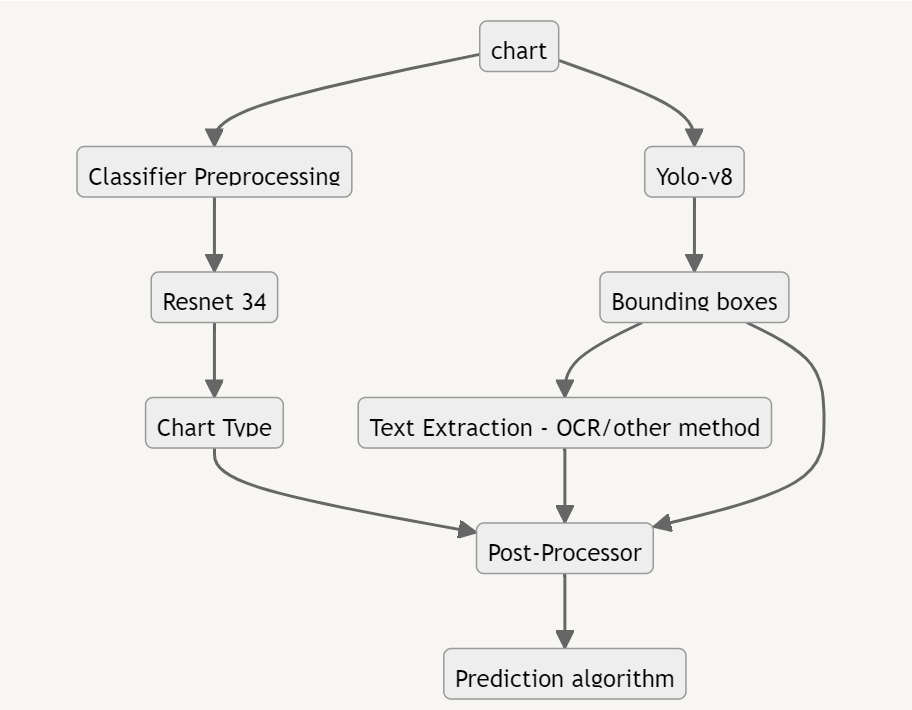 chart
Classifier Preprocessing
Yolo-v8
Resnet 34
Bounding boxes
Chart Type
Text Extraction - OCR/other method
Post-Processor
Prediction algorithm